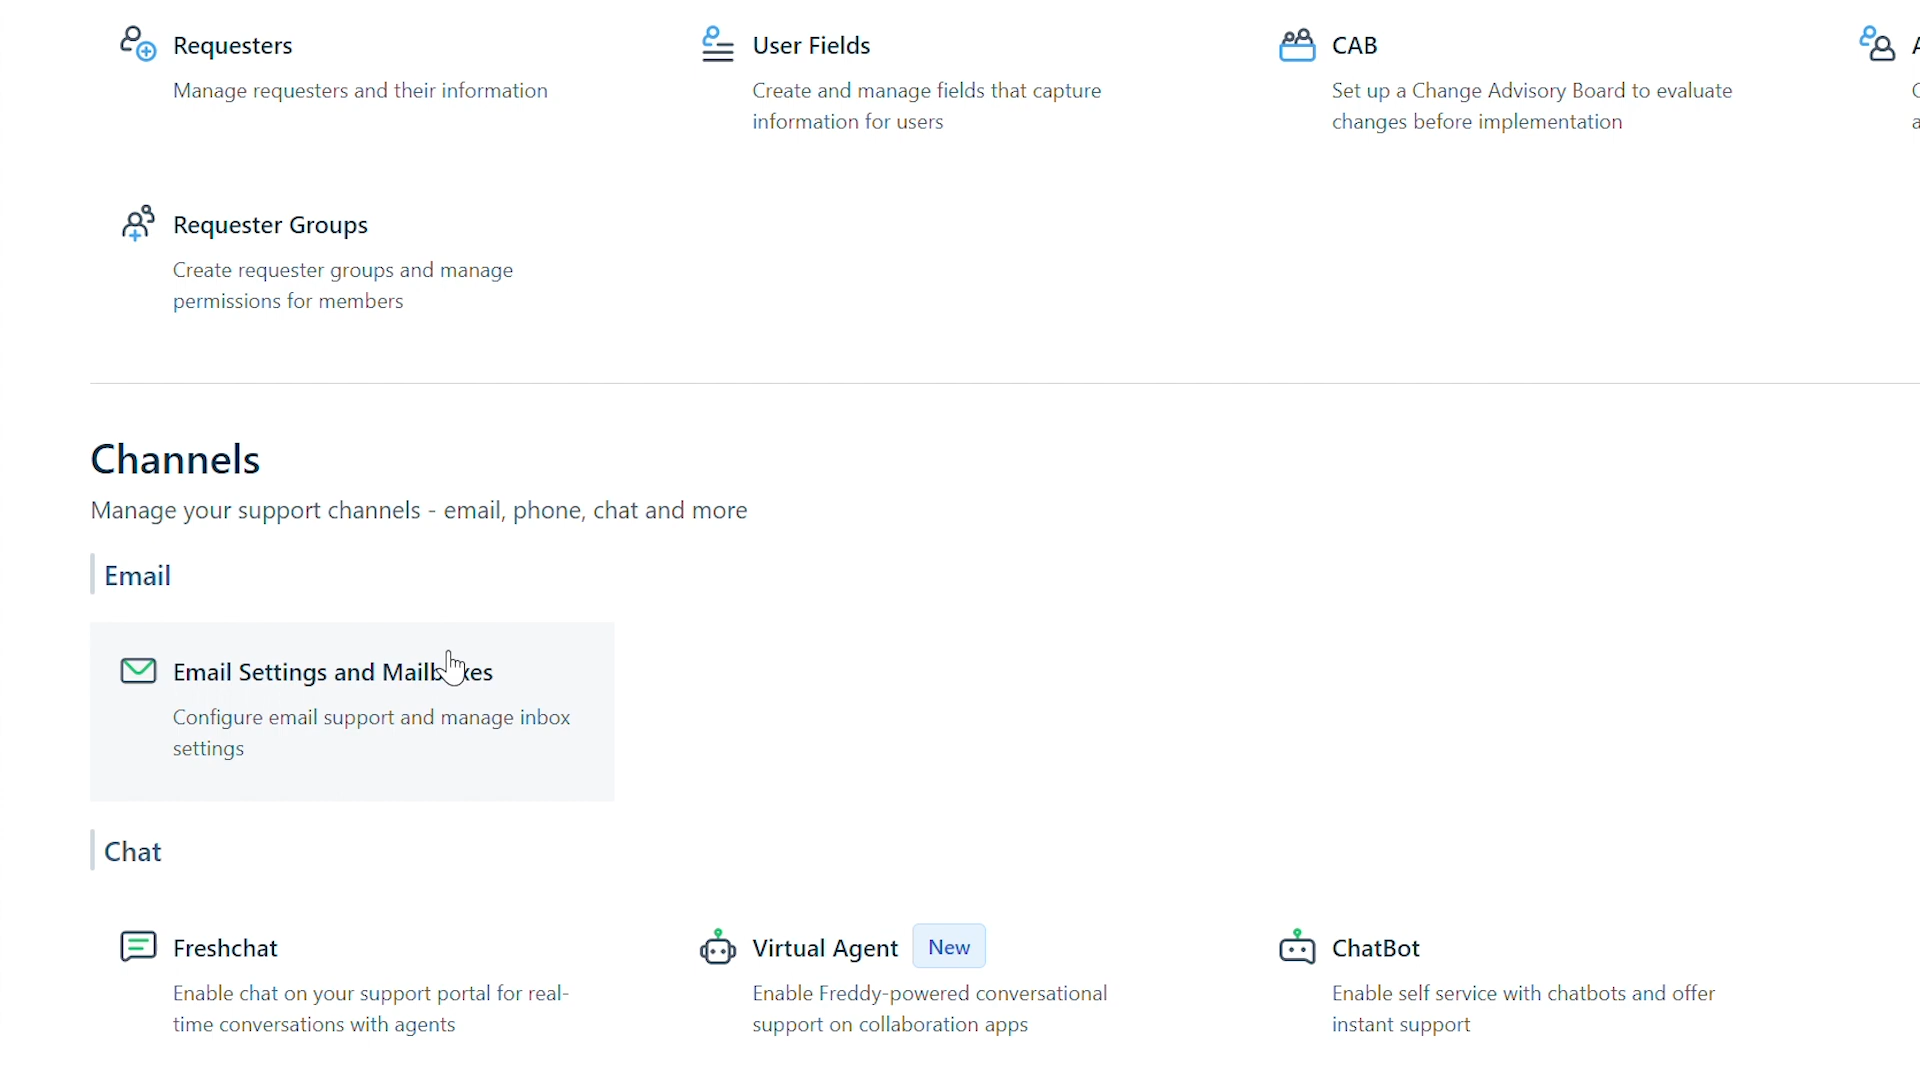 Requesters
Manage requesters and their information
User Fields
Create and manage fields that capture
information for users
CAB
Set up a Change Advisory Board to evaluate
changes before implementation
Requester Groups
Create requester groups and manage
permissions for members
Channels
Manage your support channels - email, phone, chat and more
Email
Email Settings and Mailboxes
Configure email support and manage inbox
settings
Chat
Freshchat
Enable chat on your support portal for real-
time conversations with agents
Virtual Agent New
Enable Freddy-powered conversational
support on collaboration apps
ChatBot
Enable self service with chatbots and offer
instant support